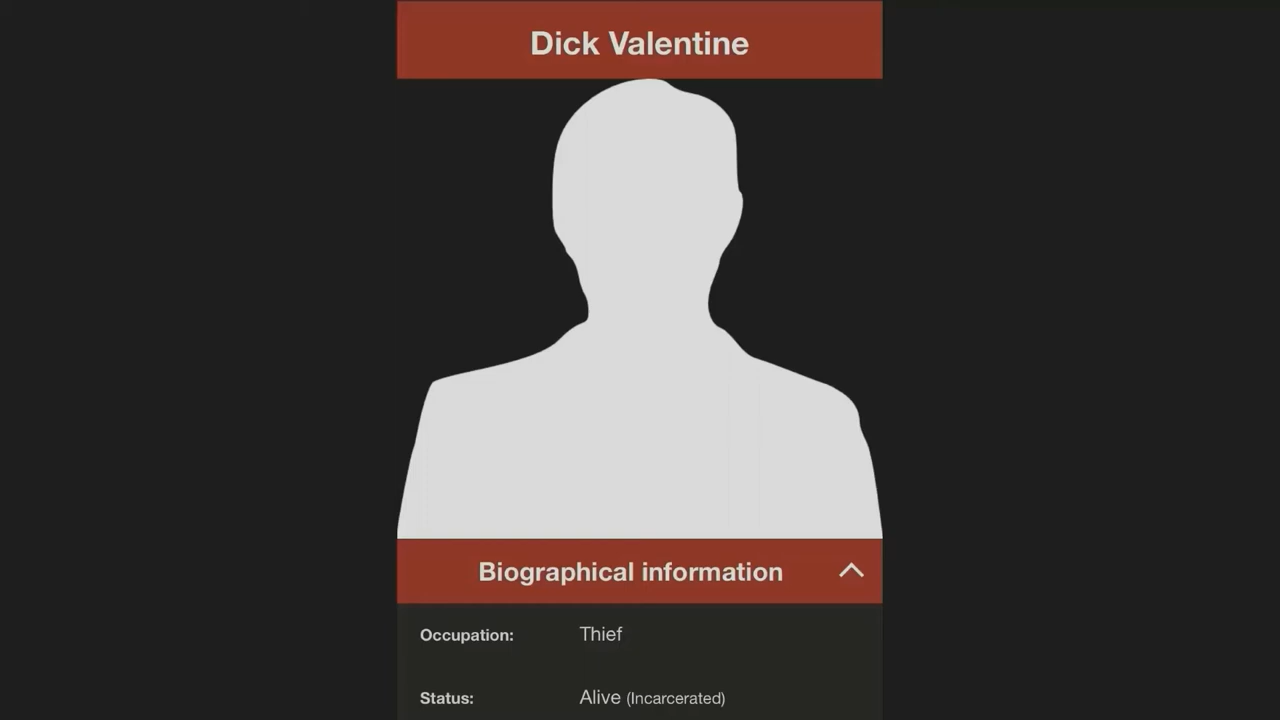 Dick Valentine
Biographical information
Occupation: Thief
Status: Alive (Incarcerated)